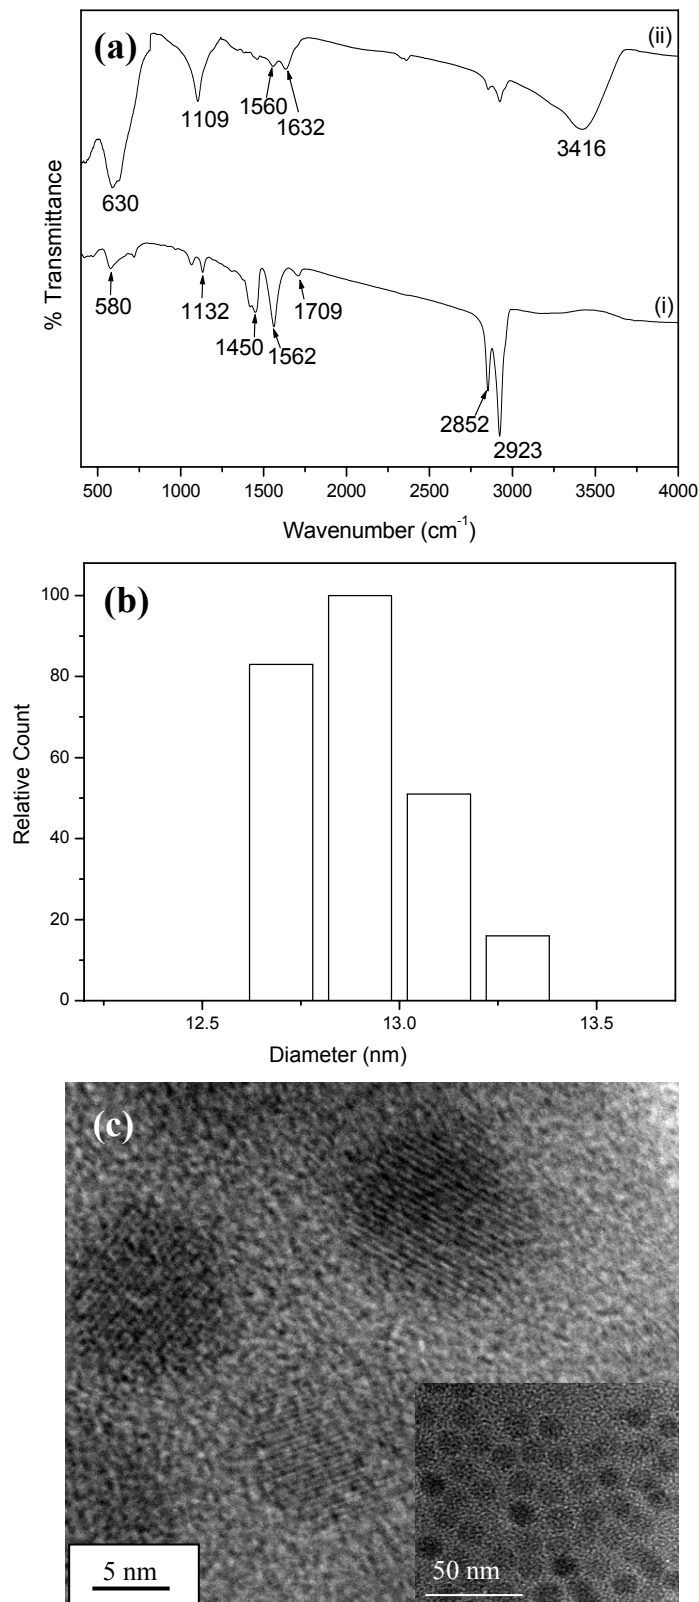 (a)
(ii)
1560
1109
1632
3416
630
% Transmittance
580
1132
1709
(i)
1450
1562
2852
2923
500 1000 1500 2000 2500 3000 3500 4000
Wavenumber (cm-1)
(b)
100
80
60
40
20
0
Relative Count
12.5 13.0 13.5
Diameter (nm)
(c)
5 nm
50 nm